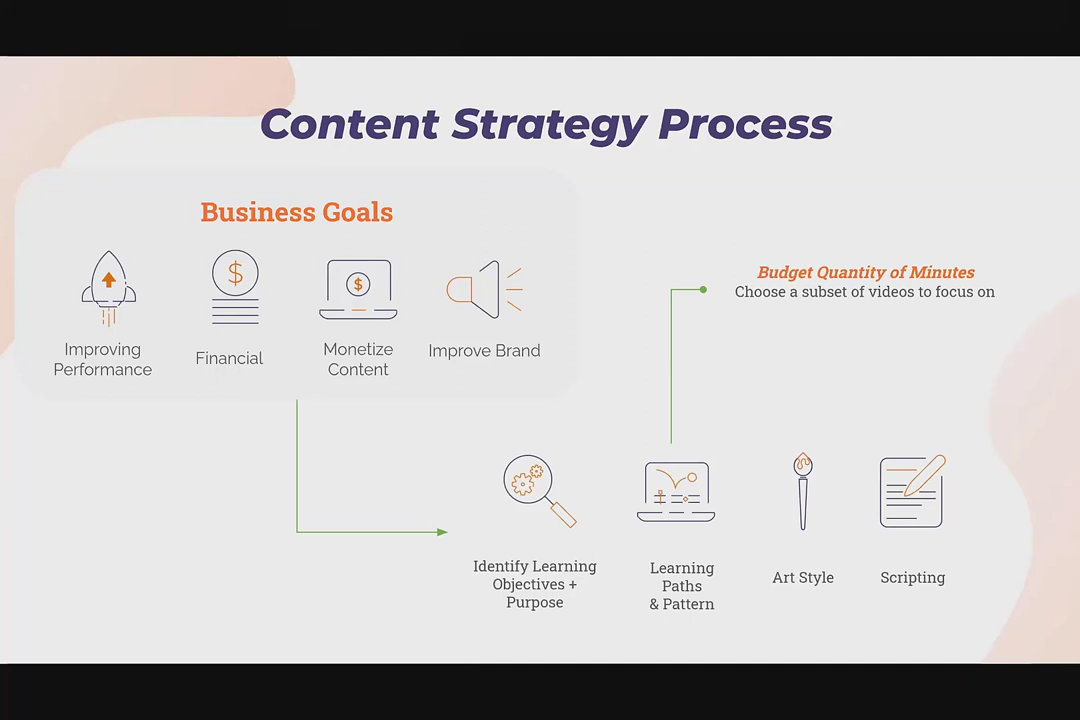 Content Strategy Process
Business Goals
Improving
Performance
Financial
Monetize
Content
Improve Brand
Budget Quantity of Minutes
Choose a subset of videos to focus on
Identify Learning
Objectives +
Purpose
Learning
Paths
& Pattern
Art Style
Scripting